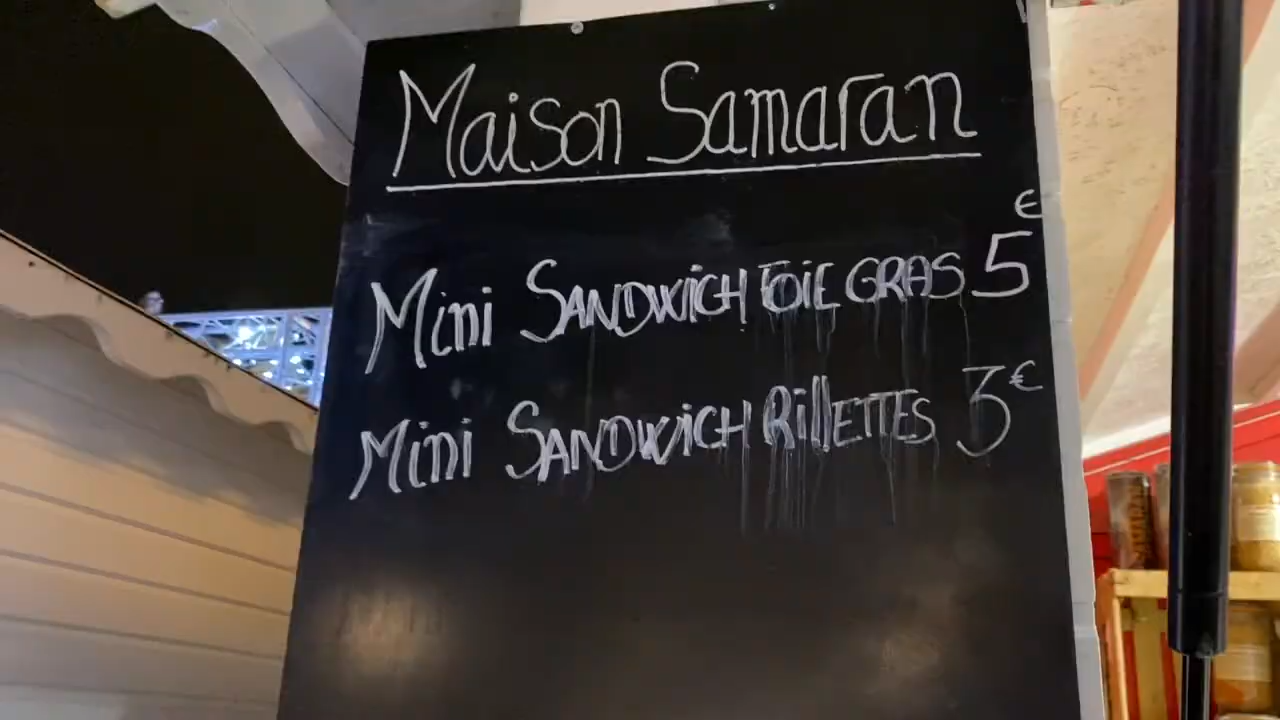 Maison Samaran
Mini SANDWiCH FOiE GRAS 5€
Mini SANDWiCH RillETTES 3€